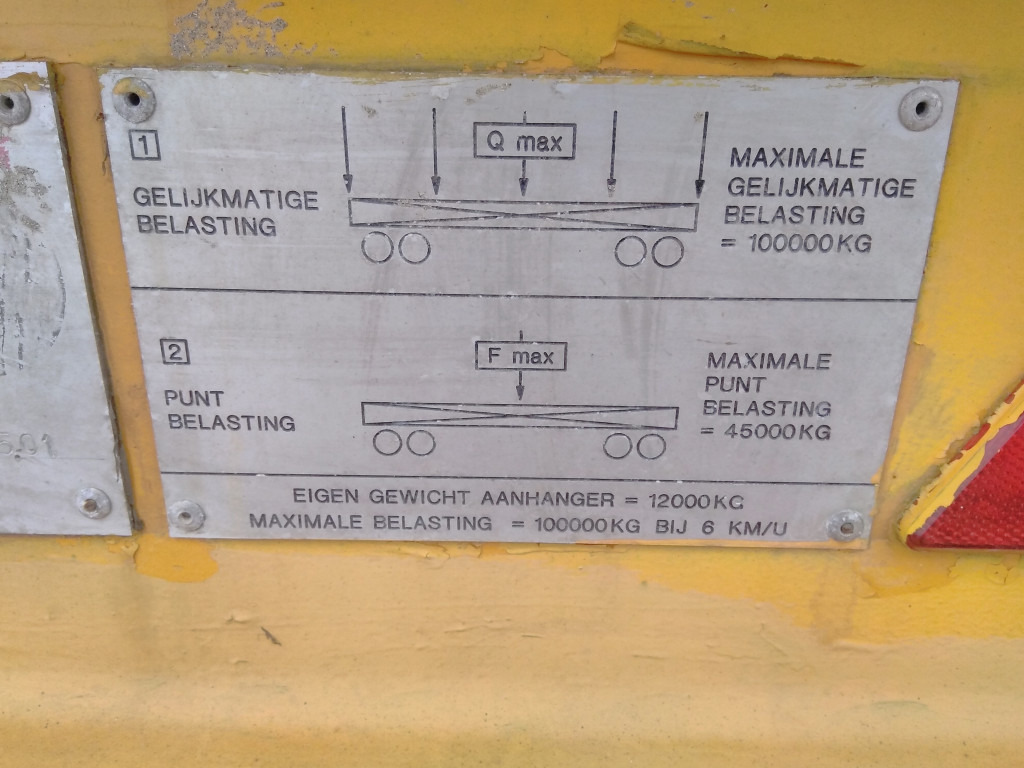 1
GELIJKMATIGE
BELASTING
Q max
MAXIMALE
GELIJKMATIGE
BELASTING
= 100000KG
2
PUNT
BELASTING
F max
MAXIMALE
PUNT
BELASTING
= 45000KG
EIGEN GEWICHT AANHANGER = 12000KG
MAXIMALE BELASTING = 100000KG BIJ 6 KM/U